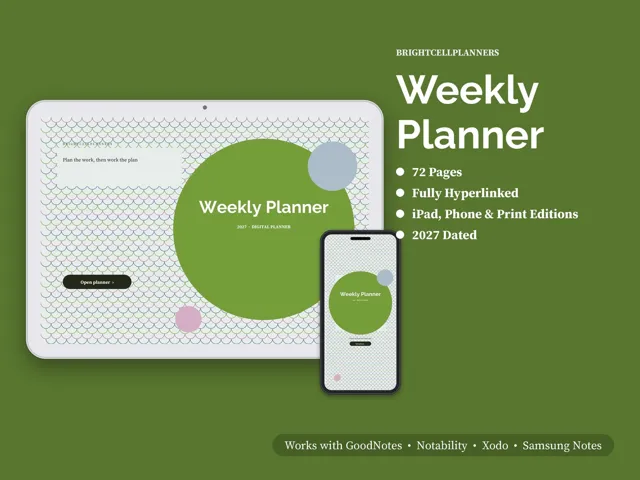 BRIGHTCELLPLANNERS
Weekly
Planner
72 Pages
Fully Hyperlinked
iPad, Phone & Print Editions
2027 Dated
Plan the work, then work the plan
Weekly Planner
2027 · DIGITAL PLANNER
Open planner
Weekly Planner
Works with GoodNotes • Notability • Xodo • Samsung Notes